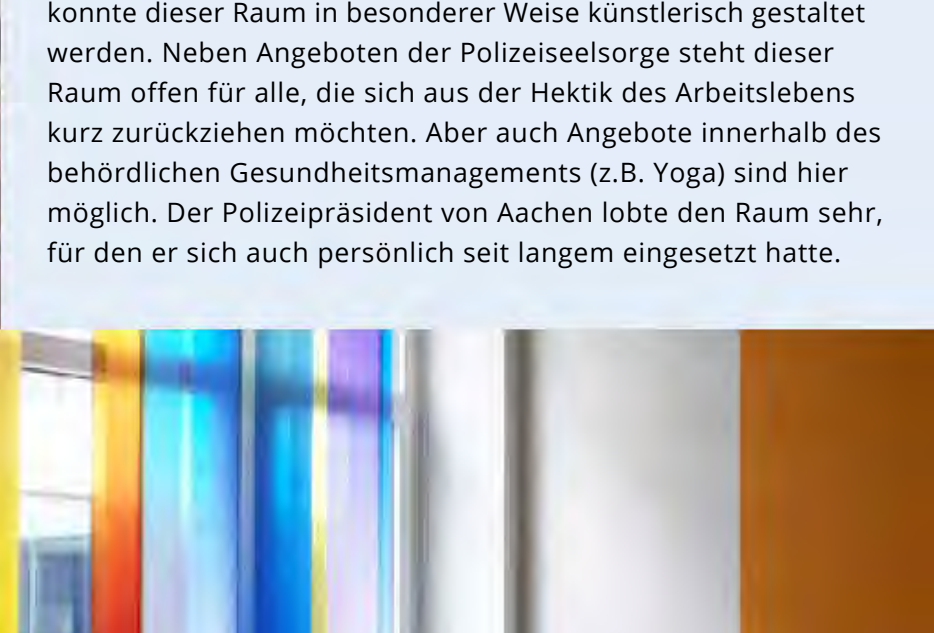 konnte dieser Raum in besonderer Weise künstlerisch gestaltet
werden. Neben Angeboten der Polizeiseelsorge steht dieser
Raum offen für alle, die sich aus der Hektik des Arbeitslebens
kurz zurückziehen möchten. Aber auch Angebote innerhalb des
behördlichen Gesundheitsmanagements (z.B. Yoga) sind hier
möglich. Der Polizeipräsident von Aachen lobte den Raum sehr,
für den er sich auch persönlich seit langem eingesetzt hatte.